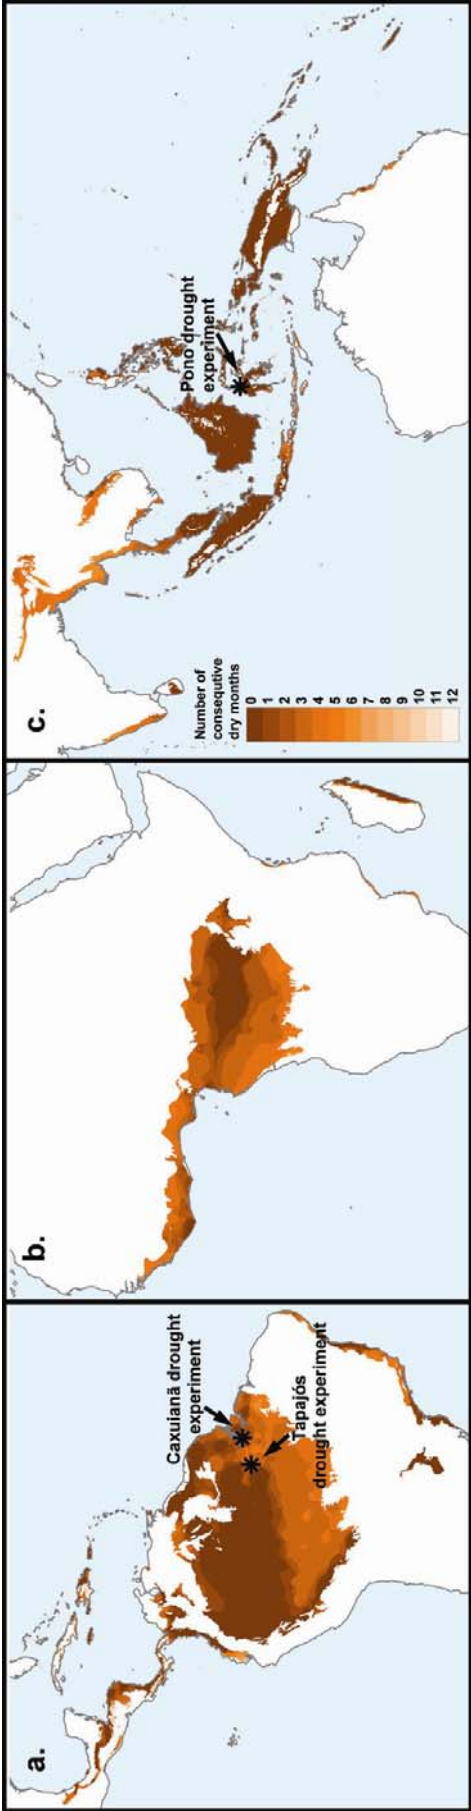 a.
Caxuianã drought
experiment
Tapajós
drought experiment
b.
c.
Pono drought
experiment
Number of
consequtive
dry months
0
1
2
3
4
5
6
7
8
9
10
11
12